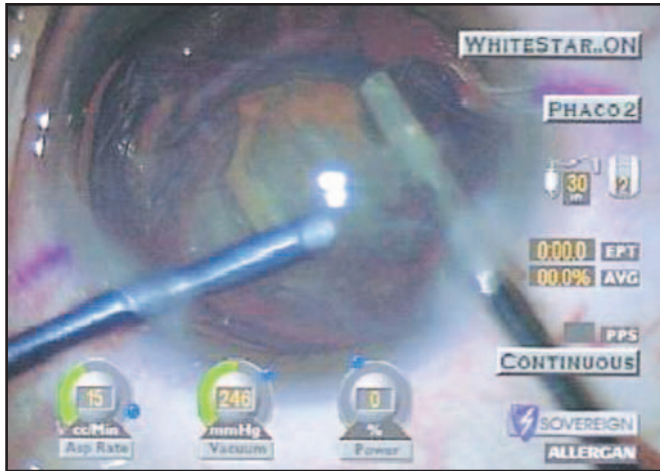 WHITESTAR..ON
PHACO2
30
in
2
0:00.0 EPT
00.0% AVG
PPS
CONTINUOUS
15
246
0
cc/Min
mmHg
%
Asp Rate
Vacuum
Power
SOVEREIGN
ALLERGAN